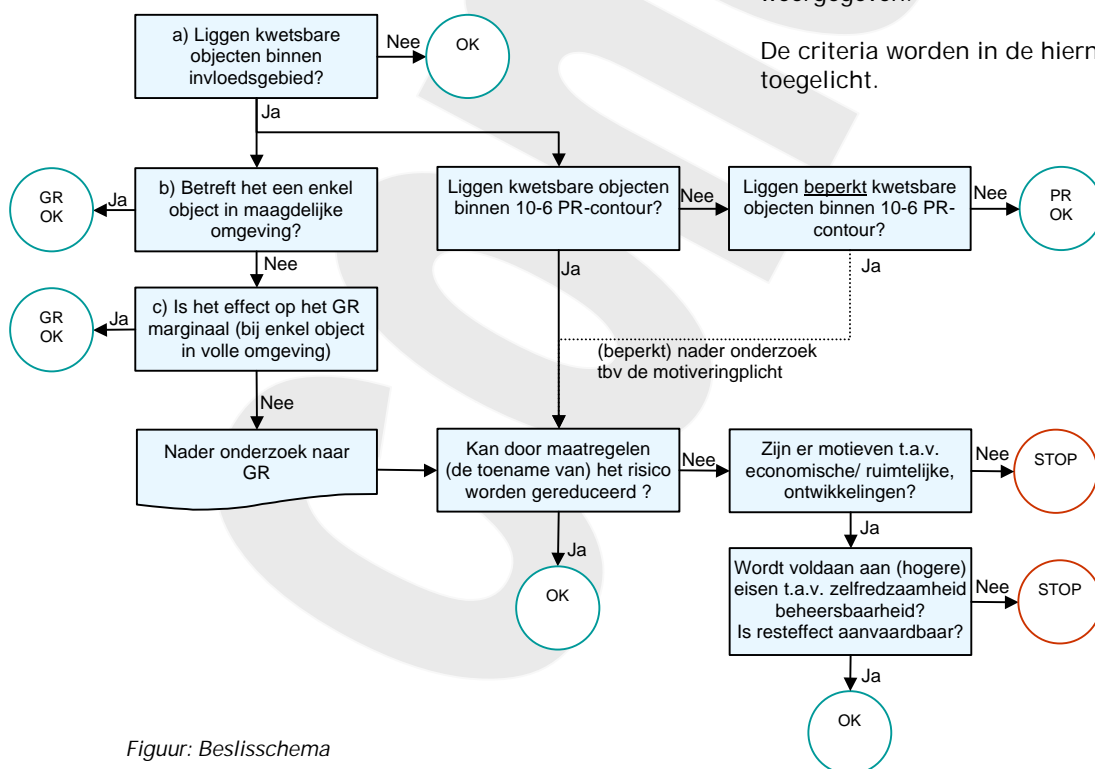 weergegeven.
De criteria worden in de hiern
toegelicht.
a) Liggen kwetsbare
objecten binnen
invloedsgebied?
Nee
OK
Ja
b) Betreft het een enkel
object in maagdelijke
omgeving?
Ja
GR
OK
Nee
c) Is het effect op het GR
marginaal (bij enkel object
in volle omgeving)
Ja
GR
OK
Nee
Nader onderzoek naar
GR
Liggen kwetsbare objecten
binnen 10-6 PR-contour?
Nee
Liggen beperkt kwetsbare
objecten binnen 10-6 PR-
contour?
Nee
PR
OK
Ja
Ja
(beperkt) nader onderzoek
tbv de motiveringplicht
Kan door maatregelen
(de toename van) het risico
worden gereduceerd ?
Nee
Ja
OK
Zijn er motieven t.a.v.
economische/ ruimtelijke,
ontwikkelingen?
Nee
STOP
Ja
Wordt voldaan aan (hogere)
eisen t.a.v. zelfredzaamheid
beheersbaarheid?
Is resteffect aanvaardbaar?
Nee
STOP
Ja
OK
Figuur: Beslisschema